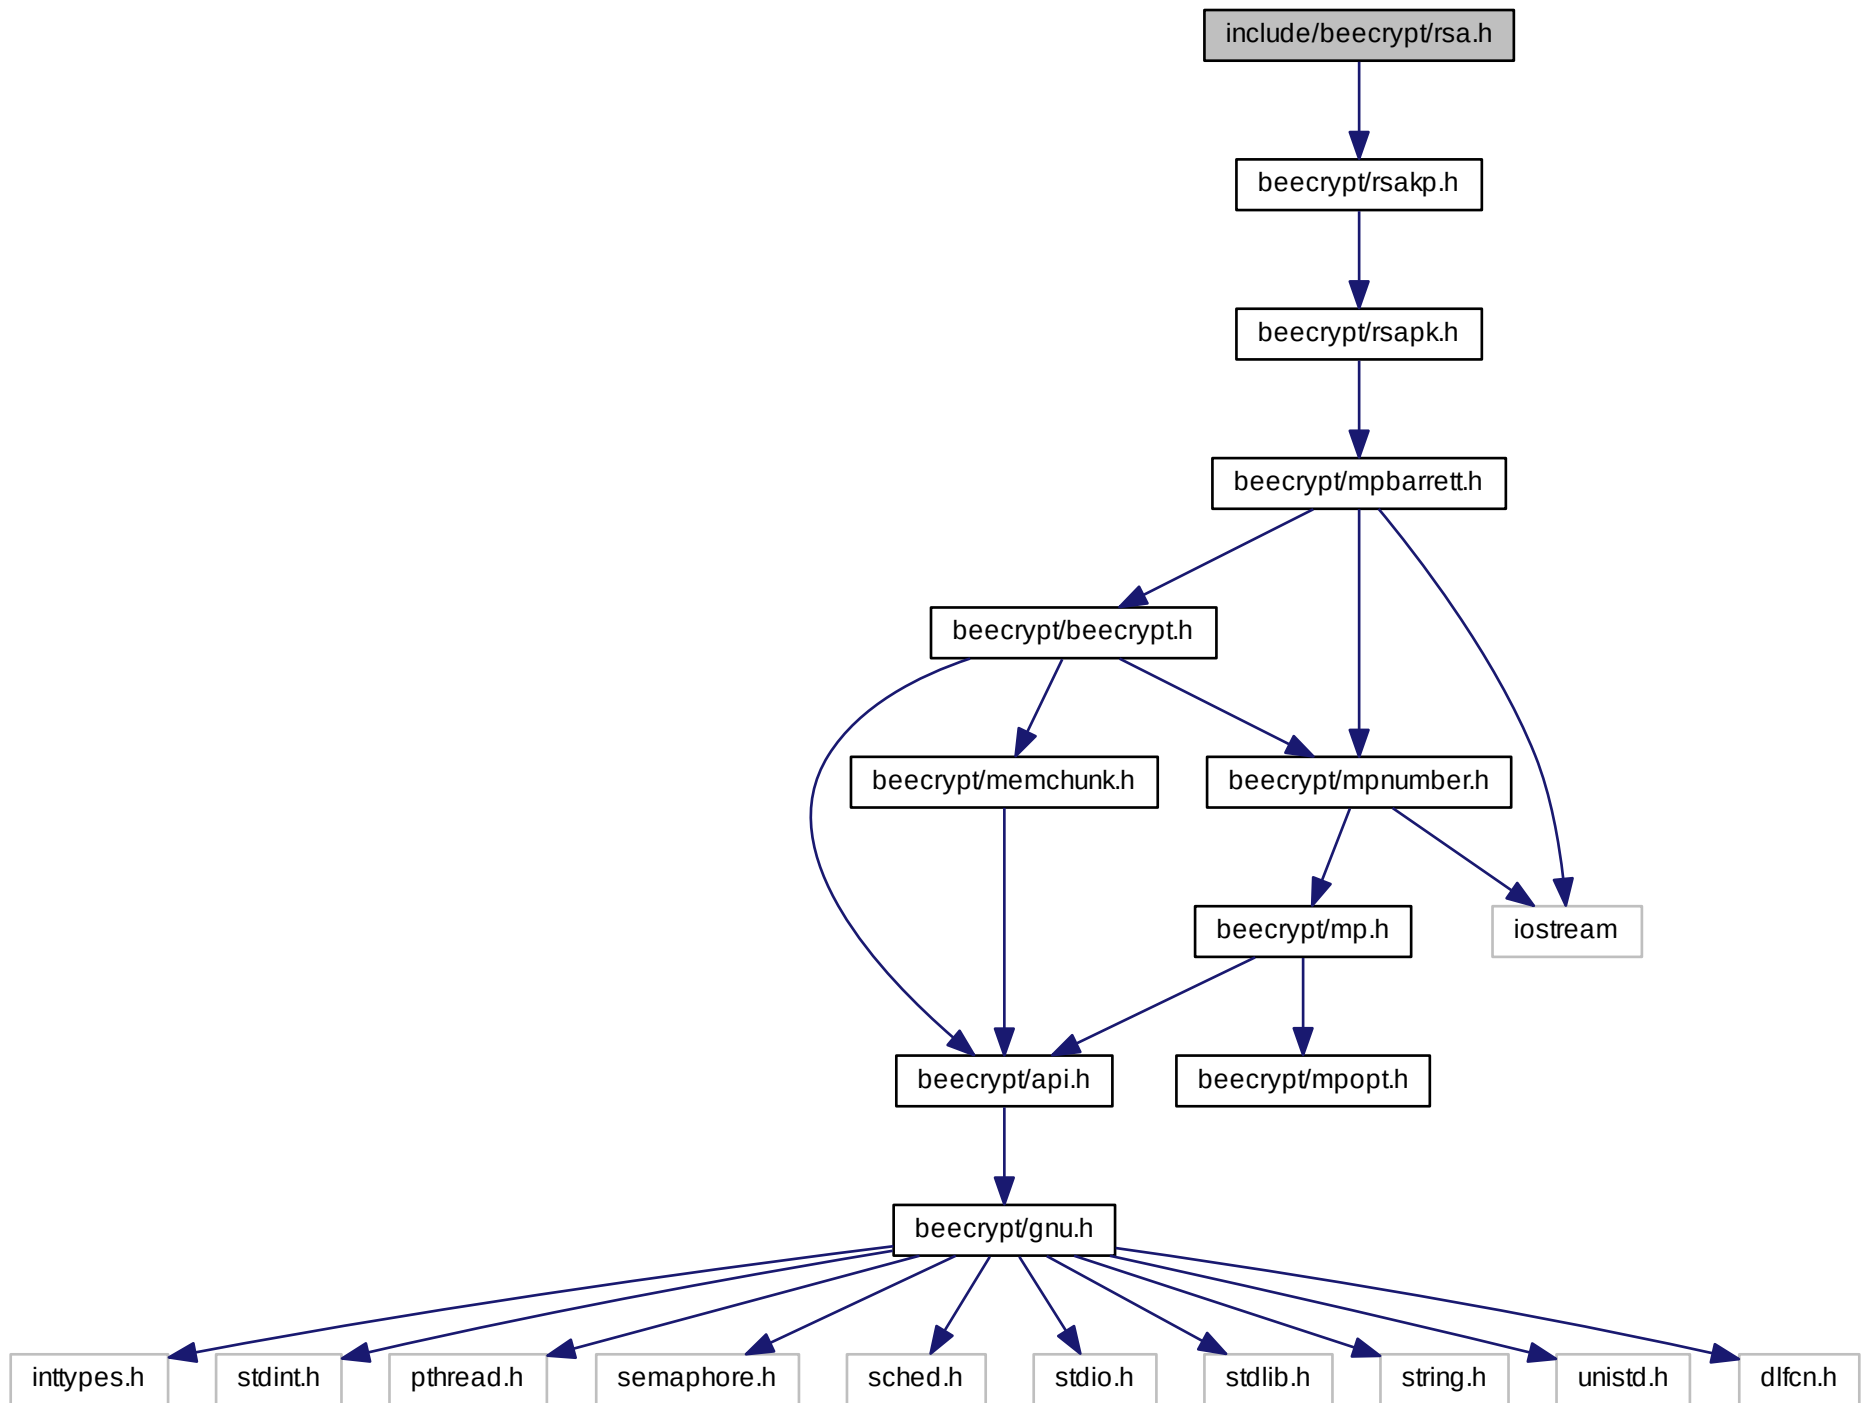 include/beecrypt/rsa.h
beecrypt/rsakp.h
beecrypt/rsapk.h
beecrypt/mpbarrett.h
beecrypt/beecrypt.h
beecrypt/memchunk.h
beecrypt/mpnumber.h
beecrypt/mp.h
iostream
beecrypt/api.h
beecrypt/mpopt.h
beecrypt/gnu.h
inttypes.h
stdint.h
pthread.h
semaphore.h
sched.h
stdio.h
stdlib.h
string.h
unistd.h
dlfcn.h